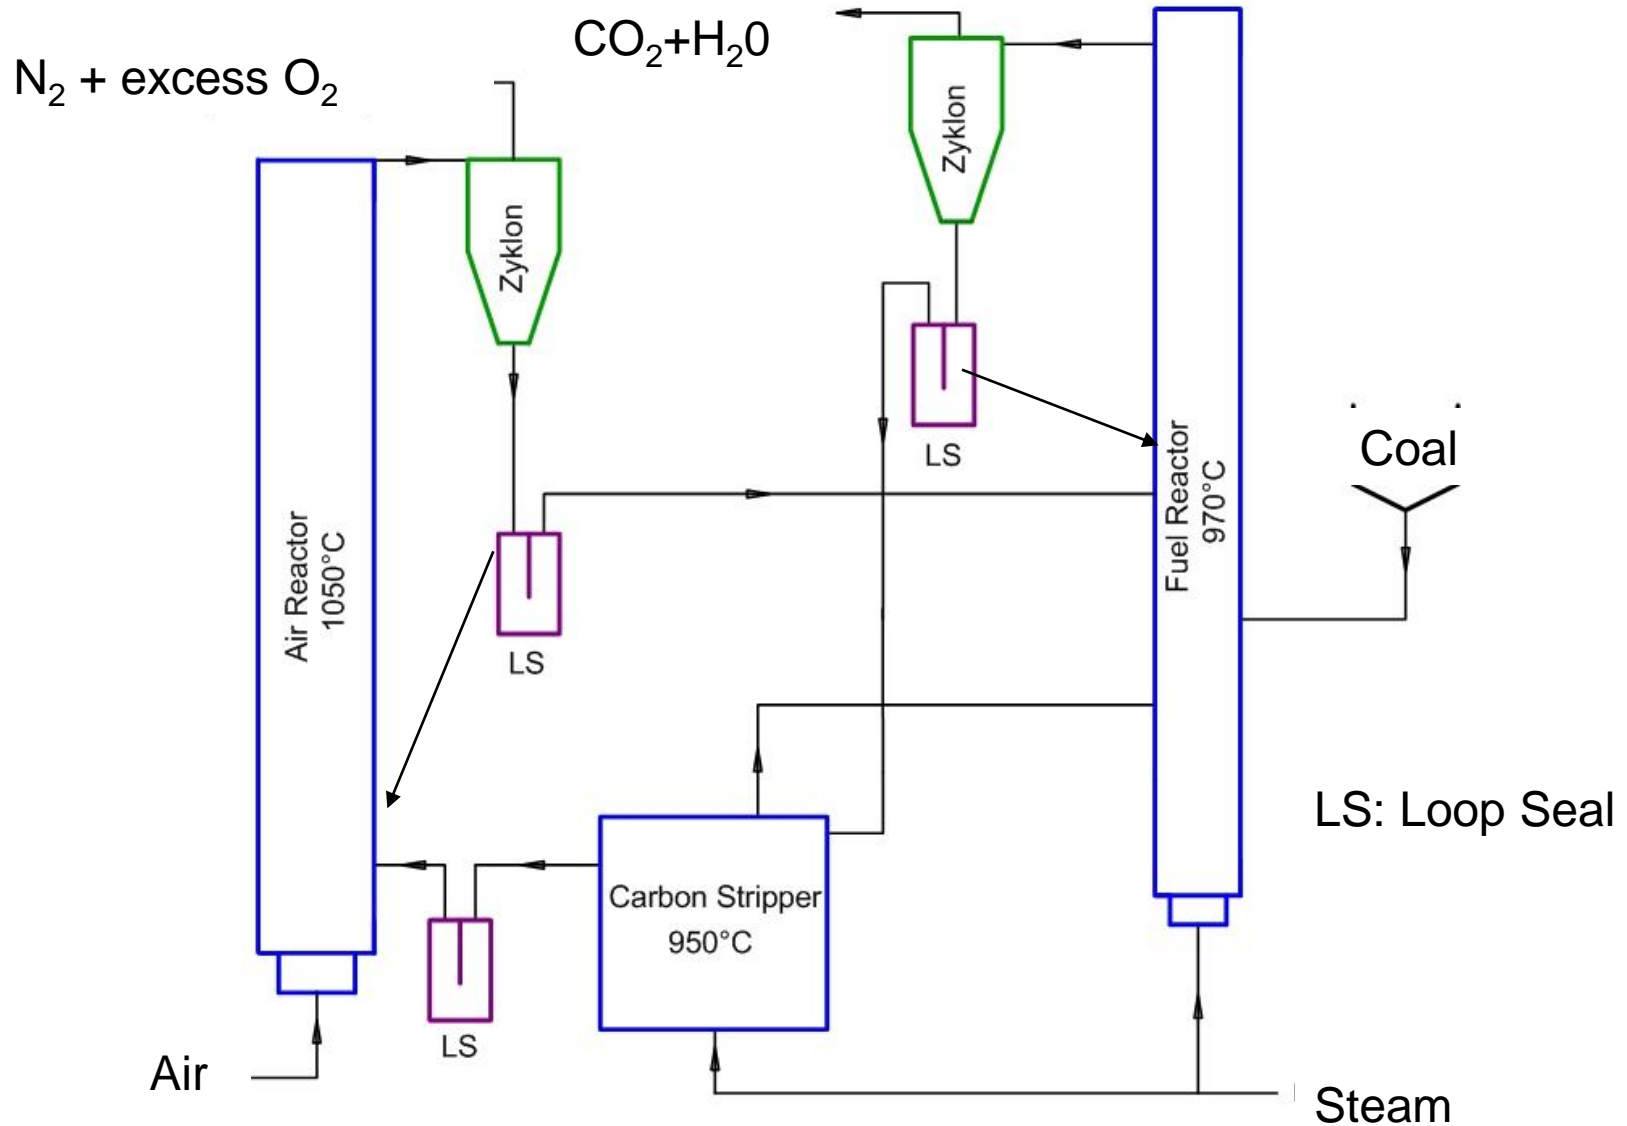 CO₂+H₂0
N₂ + excess O₂
Zyklon
Zyklon
LS
Coal
Fuel Reactor
970°C
Air Reactor
1050°C
LS
LS: Loop Seal
Carbon Stripper
950°C
LS
Air
Steam